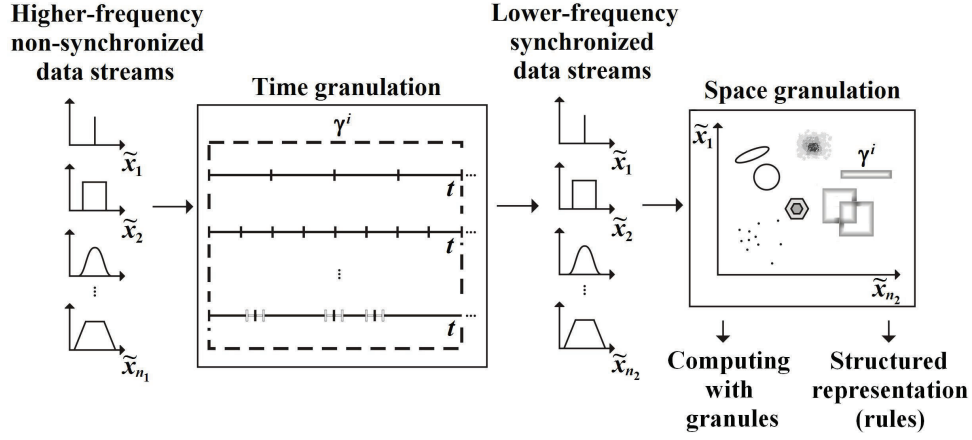 Higher-frequency
non-synchronized
data streams
x̃₁
x̃₂
⋮
x̃ₙ₁
Time granulation
γⁱ
t ...
t ...
⋮
t ...
Lower-frequency
synchronized
data streams
x̃₁
x̃₂
⋮
x̃ₙ₂
Space granulation
x̃₁
γⁱ
x̃ₙ₂
Computing
with
granules
Structured
representation
(rules)